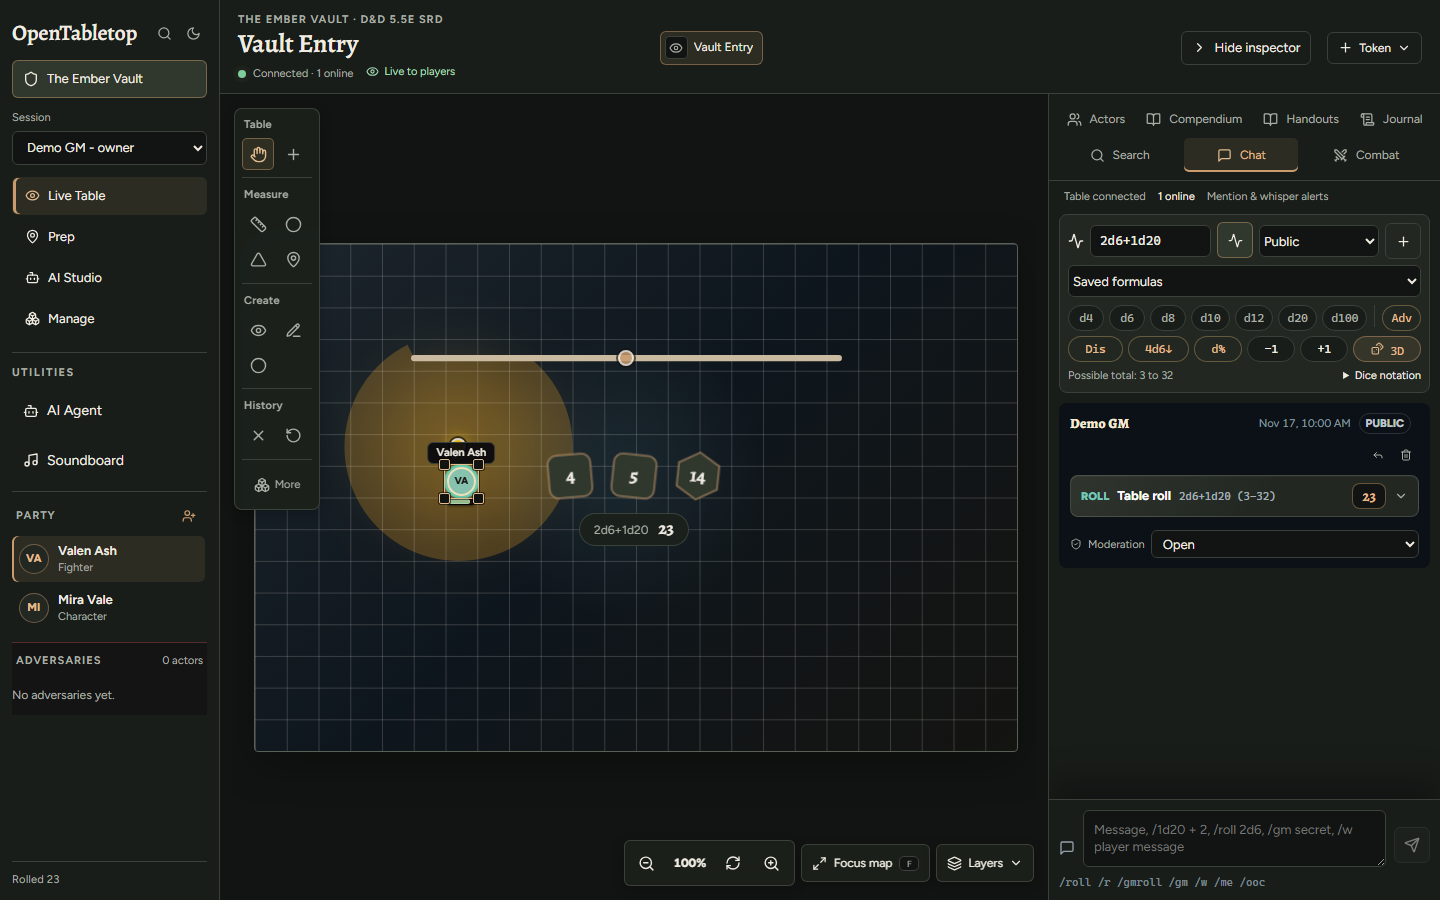 OpenTabletop
The Ember Vault
Session
Demo GM - owner
Live Table
Prep
AI Studio
Manage
UTILITIES
AI Agent
Soundboard
PARTY
VA
Valen Ash
Fighter
MI
Mira Vale
Character
ADVERSARIES
0 actors
No adversaries yet.
Rolled 23
THE EMBER VAULT · D&D 5.5E SRD
Vault Entry
Connected · 1 online
Live to players
Vault Entry
Hide inspector
Token
Table
Measure
Create
History
More
Valen Ash
VA
4
5
14
2d6+1d20 23
100%
Focus map F
Layers
Actors
Compendium
Handouts
Journal
Search
Chat
Combat
Table connected
1 online
Mention & whisper alerts
2d6+1d20
Public
Saved formulas
d4
d6
d8
d10
d12
d20
d100
Adv
Dis
4d6↓
d%
−1
+1
3D
Possible total: 3 to 32
Dice notation
Demo GM
Nov 17, 10:00 AM
PUBLIC
ROLL Table roll 2d6+1d20 (3–32)
23
Moderation
Open
Message, /1d20 + 2, /roll 2d6, /gm secret, /w
player message
/roll /r /gmroll /gm /w /me /ooc